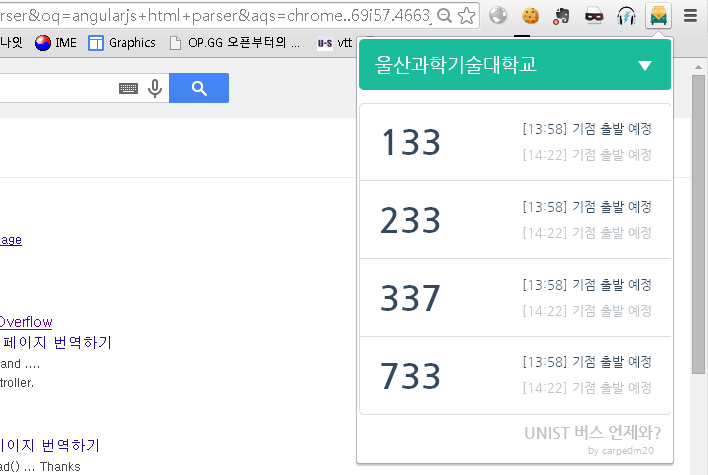 rser&oq=angularjs+html+parser&aqs=chrome..69i57.4663
나잇 IME Graphics OP.GG 오픈부터의 ... u-s vtt
울산과학기술대학교
133
[13:58] 기점 출발 예정
[14:22] 기점 출발 예정
233
[13:58] 기점 출발 예정
[14:22] 기점 출발 예정
337
[13:58] 기점 출발 예정
[14:22] 기점 출발 예정
733
[13:58] 기점 출발 예정
[14:22] 기점 출발 예정
UNIST 버스 언제와?
by carpedm20
age
Overflow
페이지 번역하기
and ....
troller.
페이지 번역하기
ad() ... Thanks